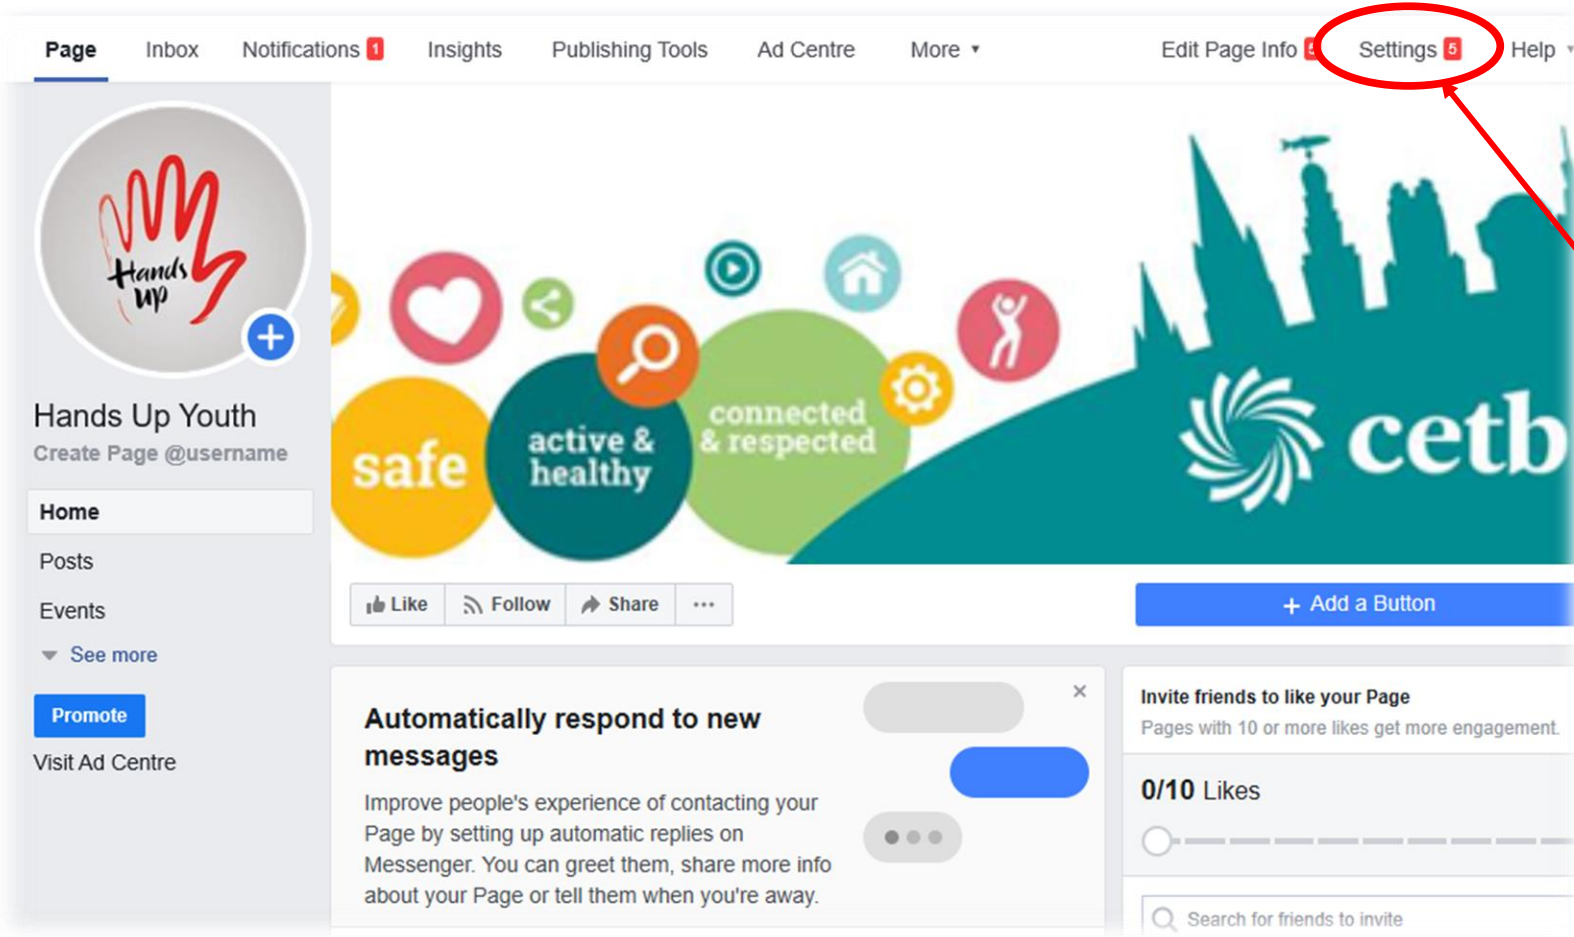 Page Inbox Notifications 1 Insights Publishing Tools Ad Centre More Edit Page Info 5 Settings 5 Help
Hands
up
Hands Up Youth
Create Page @username
Home
Posts
Events
See more
Promote
Visit Ad Centre
safe
active &
healthy
connected
& respected
cetb
Like Follow Share ...
+ Add a Button
Automatically respond to new
messages
Improve people's experience of contacting your
Page by setting up automatic replies on
Messenger. You can greet them, share more info
about your Page or tell them when you're away.
Invite friends to like your Page
Pages with 10 or more likes get more engagement.
0/10 Likes
Search for friends to invite